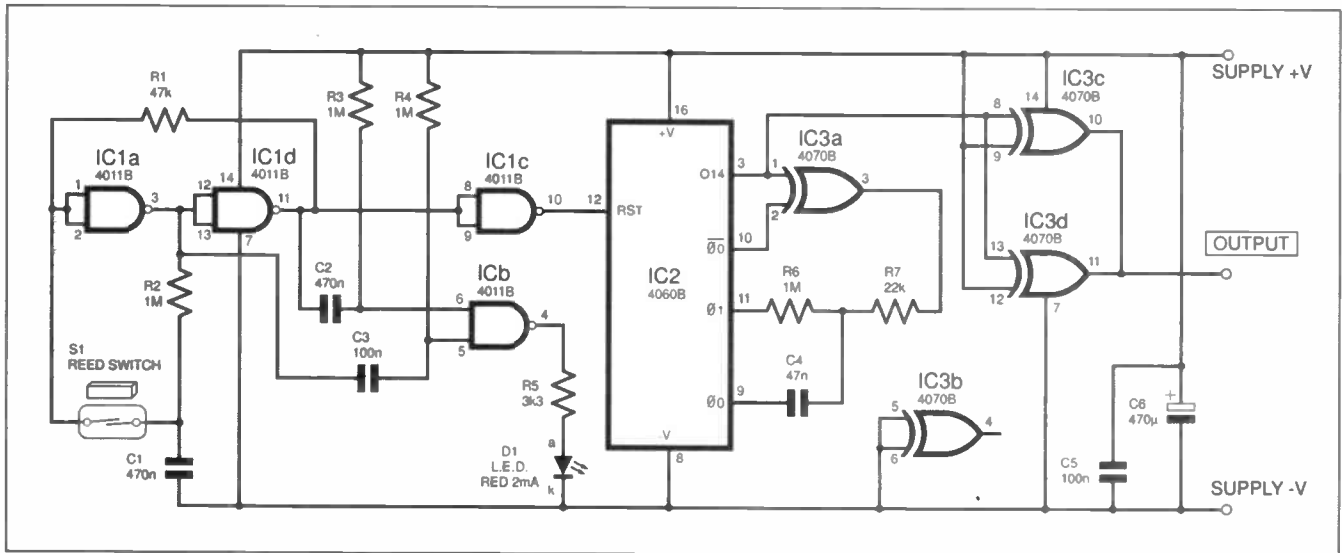 SUPPLY +V
R1
47k
R3
1M
R4
1M
IC1a
4011B
1
2
3
IC1d
4011B
12
13
14
11
7
IC1c
4011B
8
9
10
12
RST
16
+V
3
O14
10
Ø0
11
Ø1
9
Ø0
IC2
4060B
-V
8
IC3a
4070B
1
2
3
IC3c
4070B
14
8
9
10
IC3d
4070B
13
12
11
7
OUTPUT
R2
1M
C2
470n
C3
100n
ICb
4011B
6
5
4
R5
3k3
R6
1M
R7
22k
C4
47n
IC3b
4070B
5
6
4
S1
REED SWITCH
C1
470n
a
D1
L.E.D.
RED 2mA
k
C5
100n
+
C6
470µ
SUPPLY -V